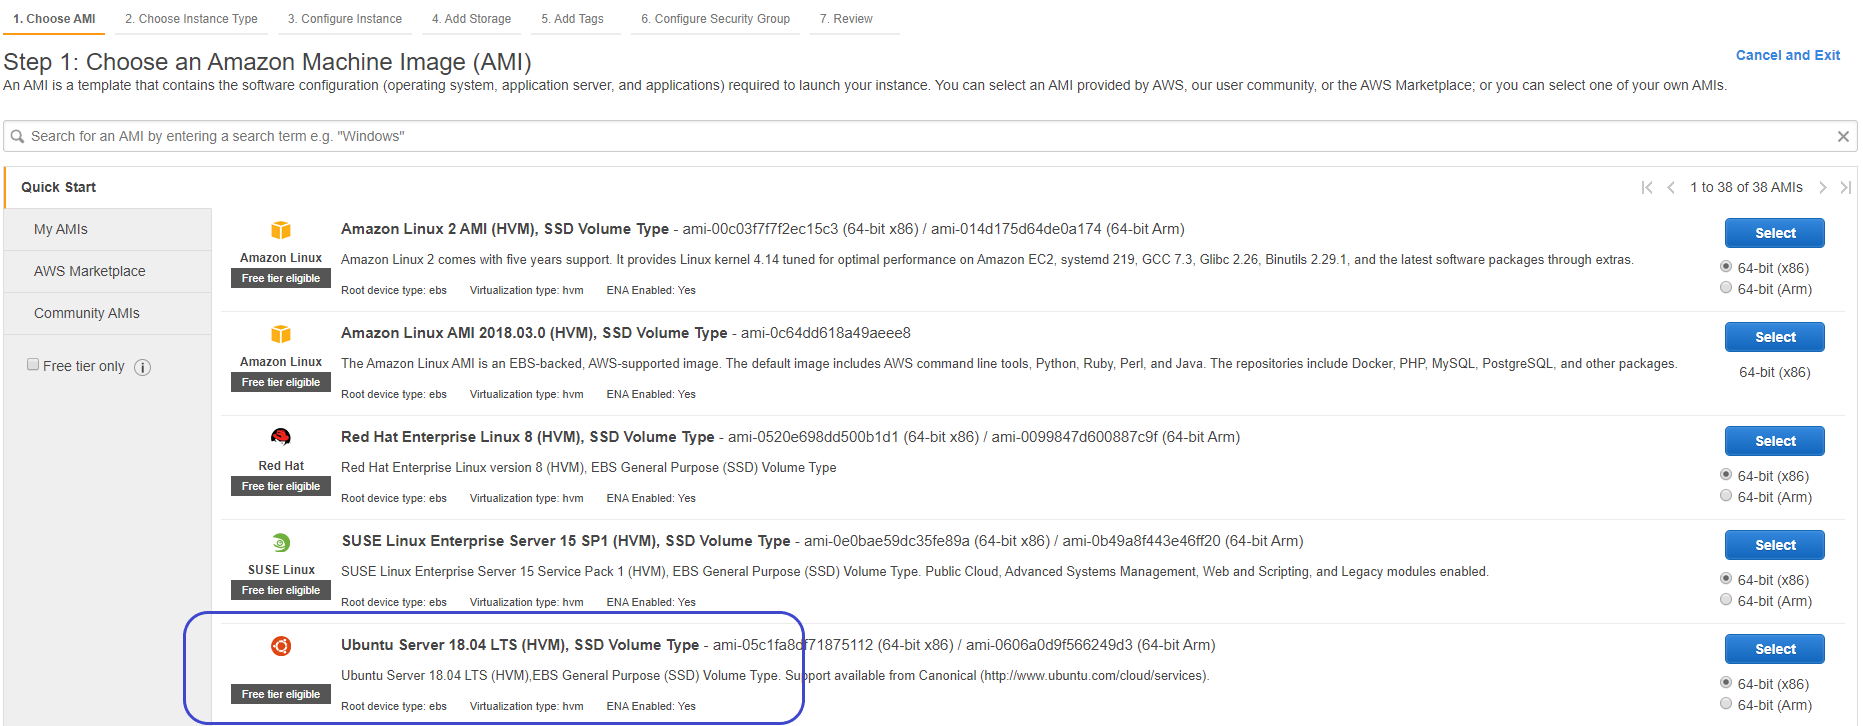 1. Choose AMI 2. Choose Instance Type 3. Configure Instance 4. Add Storage 5. Add Tags 6. Configure Security Group 7. Review
Step 1: Choose an Amazon Machine Image (AMI)
Cancel and Exit
An AMI is a template that contains the software configuration (operating system, application server, and applications) required to launch your instance. You can select an AMI provided by AWS, our user community, or the AWS Marketplace; or you can select one of your own AMIs.
Search for an AMI by entering a search term e.g. "Windows"
Quick Start
1 to 38 of 38 AMIs
My AMIs
AWS Marketplace
Community AMIs
Free tier only
Amazon Linux
Free tier eligible
Amazon Linux 2 AMI (HVM), SSD Volume Type - ami-00c03f7f7f2ec15c3 (64-bit x86) / ami-014d175d64de0a174 (64-bit Arm)
Amazon Linux 2 comes with five years support. It provides Linux kernel 4.14 tuned for optimal performance on Amazon EC2, systemd 219, GCC 7.3, Glibc 2.26, Binutils 2.29.1, and the latest software packages through extras.
Root device type: ebs Virtualization type: hvm ENA Enabled: Yes
Select
64-bit (x86)
64-bit (Arm)
Amazon Linux
Free tier eligible
Amazon Linux AMI 2018.03.0 (HVM), SSD Volume Type - ami-0c64dd618a49aeee8
The Amazon Linux AMI is an EBS-backed, AWS-supported image. The default image includes AWS command line tools, Python, Ruby, Perl, and Java. The repositories include Docker, PHP, MySQL, PostgreSQL, and other packages.
Root device type: ebs Virtualization type: hvm ENA Enabled: Yes
Select
64-bit (x86)
Red Hat
Free tier eligible
Red Hat Enterprise Linux 8 (HVM), SSD Volume Type - ami-0520e698dd500b1d1 (64-bit x86) / ami-0099847d600887c9f (64-bit Arm)
Red Hat Enterprise Linux version 8 (HVM), EBS General Purpose (SSD) Volume Type
Root device type: ebs Virtualization type: hvm ENA Enabled: Yes
Select
64-bit (x86)
64-bit (Arm)
SUSE Linux
Free tier eligible
SUSE Linux Enterprise Server 15 SP1 (HVM), SSD Volume Type - ami-0e0bae59dc35fe89a (64-bit x86) / ami-0b49a8f443e46ff20 (64-bit Arm)
SUSE Linux Enterprise Server 15 Service Pack 1 (HVM), EBS General Purpose (SSD) Volume Type. Public Cloud, Advanced Systems Management, Web and Scripting, and Legacy modules enabled.
Root device type: ebs Virtualization type: hvm ENA Enabled: Yes
Select
64-bit (x86)
64-bit (Arm)
Free tier eligible
Ubuntu Server 18.04 LTS (HVM), SSD Volume Type - ami-05c1fa8df71875112 (64-bit x86) / ami-0606a0d9f566249d3 (64-bit Arm)
Ubuntu Server 18.04 LTS (HVM),EBS General Purpose (SSD) Volume Type. Support available from Canonical (http://www.ubuntu.com/cloud/services).
Root device type: ebs Virtualization type: hvm ENA Enabled: Yes
Select
64-bit (x86)
64-bit (Arm)